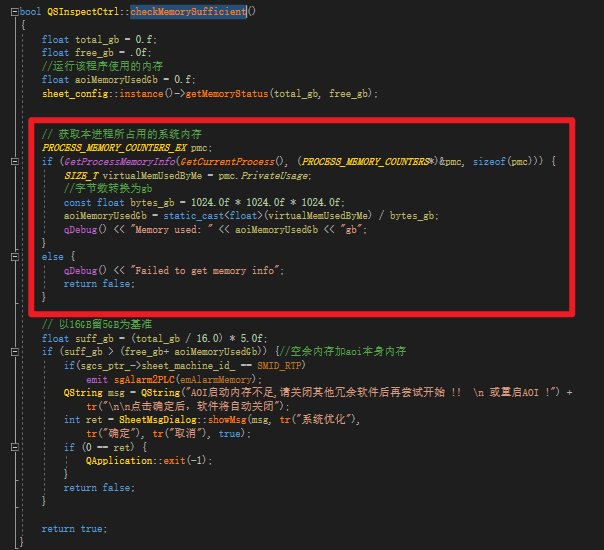 bool QSInspectCtrl::checkMemorySufficient()
{
float total_gb = 0.f;
float free_gb = .0f;
//运行该程序使用的内存
float aoiMemoryUsedGb = 0.f;
sheet_config::instance()->getMemoryStatus(total_gb, free_gb);
// 获取本进程所占用的系统内存
PROCESS_MEMORY_COUNTERS_EX pmc;
if (GetProcessMemoryInfo(GetCurrentProcess(), (PROCESS_MEMORY_COUNTERS*)&pmc, sizeof(pmc))) {
SIZE_T virtualMemUsedByMe = pmc.PrivateUsage;
//字节数转换为gb
const float bytes_gb = 1024.0f * 1024.0f * 1024.0f;
aoiMemoryUsedGb = static_cast<float>(virtualMemUsedByMe) / bytes_gb;
qDebug() << "Memory used: " << aoiMemoryUsedGb << "gb";
}
else {
qDebug() << "Failed to get memory info";
return false;
}
// 以16GB留5GB为基准
float suff_gb = (total_gb / 16.0) * 5.0f;
if (suff_gb > (free_gb+ aoiMemoryUsedGb)) {//空余内存加aoi本身内存
if(sgcs_ptr_->sheet_machine_id_ == SMID_RTP)
emit sgAlarm2PLC(emAlarmMemory);
QString msg = QString("AOI启动内存不足,请关闭其他冗余软件后再尝试开始 !! \n 或重启AOI !") +
tr("\n\n点击确定后，软件将自动关闭");
int ret = SheetMsgDialog::showMsg(msg, tr("系统优化"),
tr("确定"), tr("取消"), true);
if (0 == ret) {
QApplication::exit(-1);
}
return false;
}
return true;
}